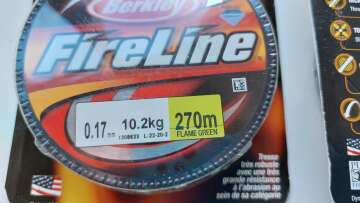 Berkley
FireLine
0.17 mm 10.2kg 270m
FLAME GREEN
Tresse
très robuste
avec une très
grande résistance
à l'abrasion au
sein de sa catégorie